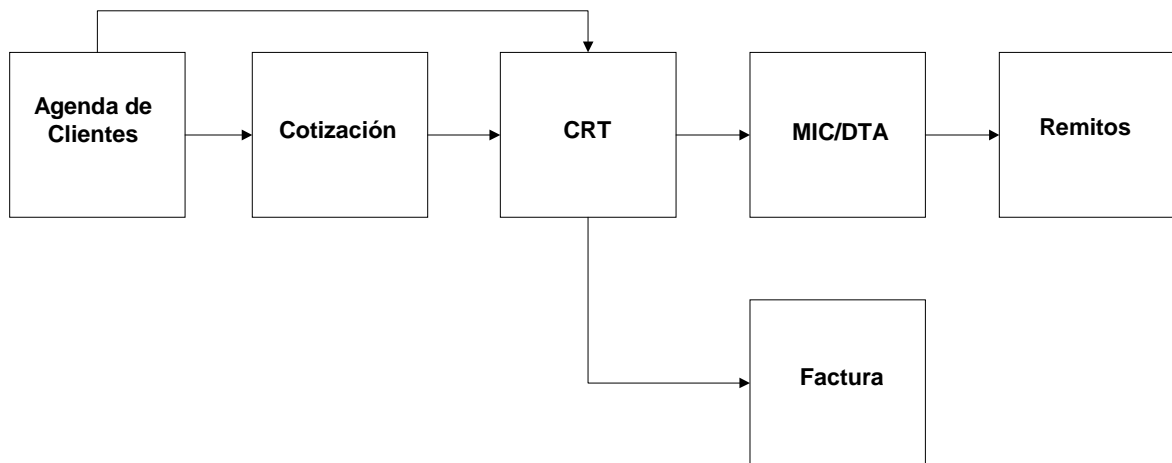 Agenda de
Clientes
Cotización
CRT
MIC/DTA
Remitos
Factura